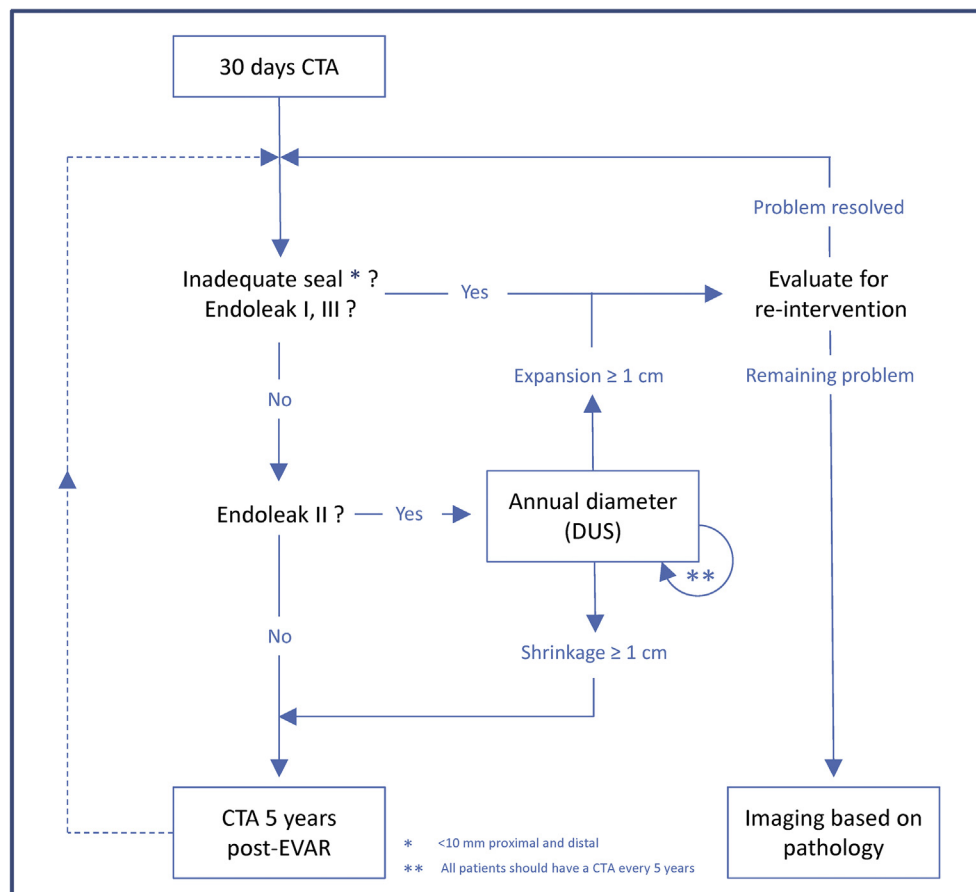 30 days CTA
Problem resolved
Inadequate seal * ?
Endoleak I, III ?
Yes
Evaluate for
re-intervention
Expansion ≥ 1 cm
Remaining problem
No
Endoleak II ?
Yes
Annual diameter
(DUS)
**
No
Shrinkage ≥ 1 cm
CTA 5 years
post-EVAR
Imaging based on
pathology
* <10 mm proximal and distal
** All patients should have a CTA every 5 years